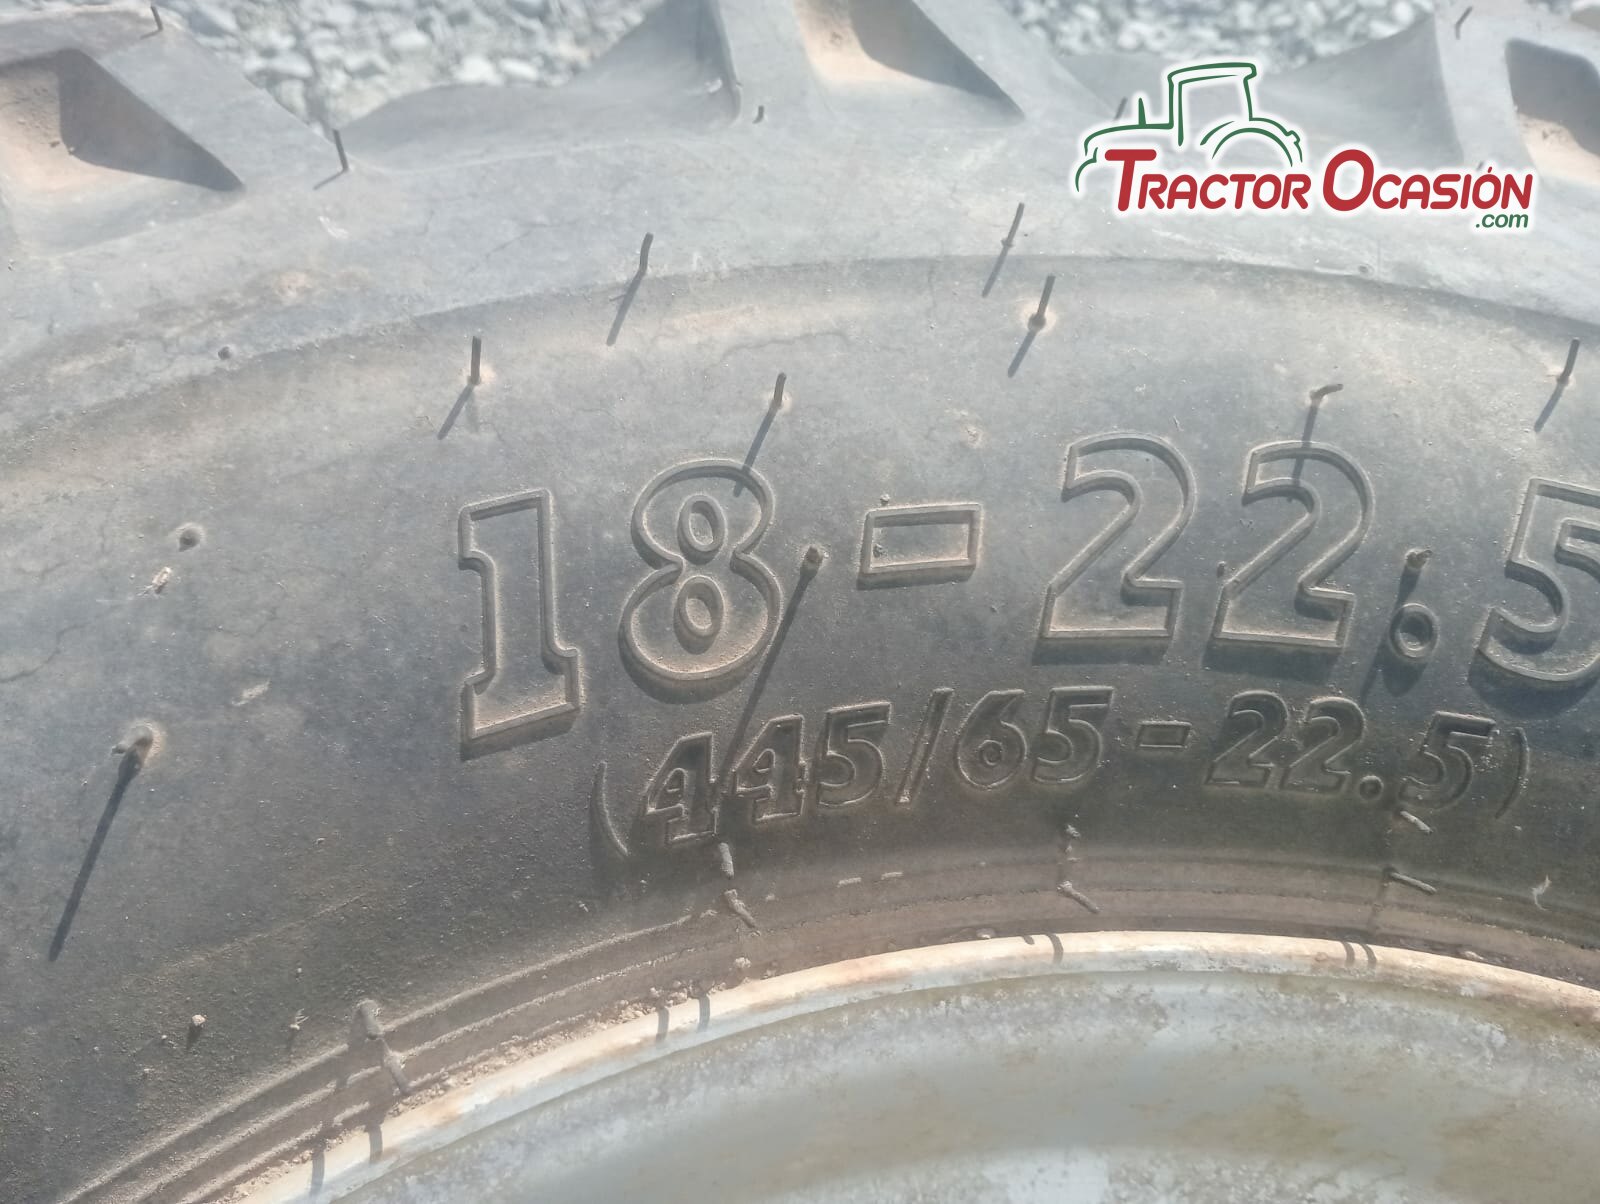 TRACTOR OCASIÓN
.com
18-22.5
(445/65-22.5)